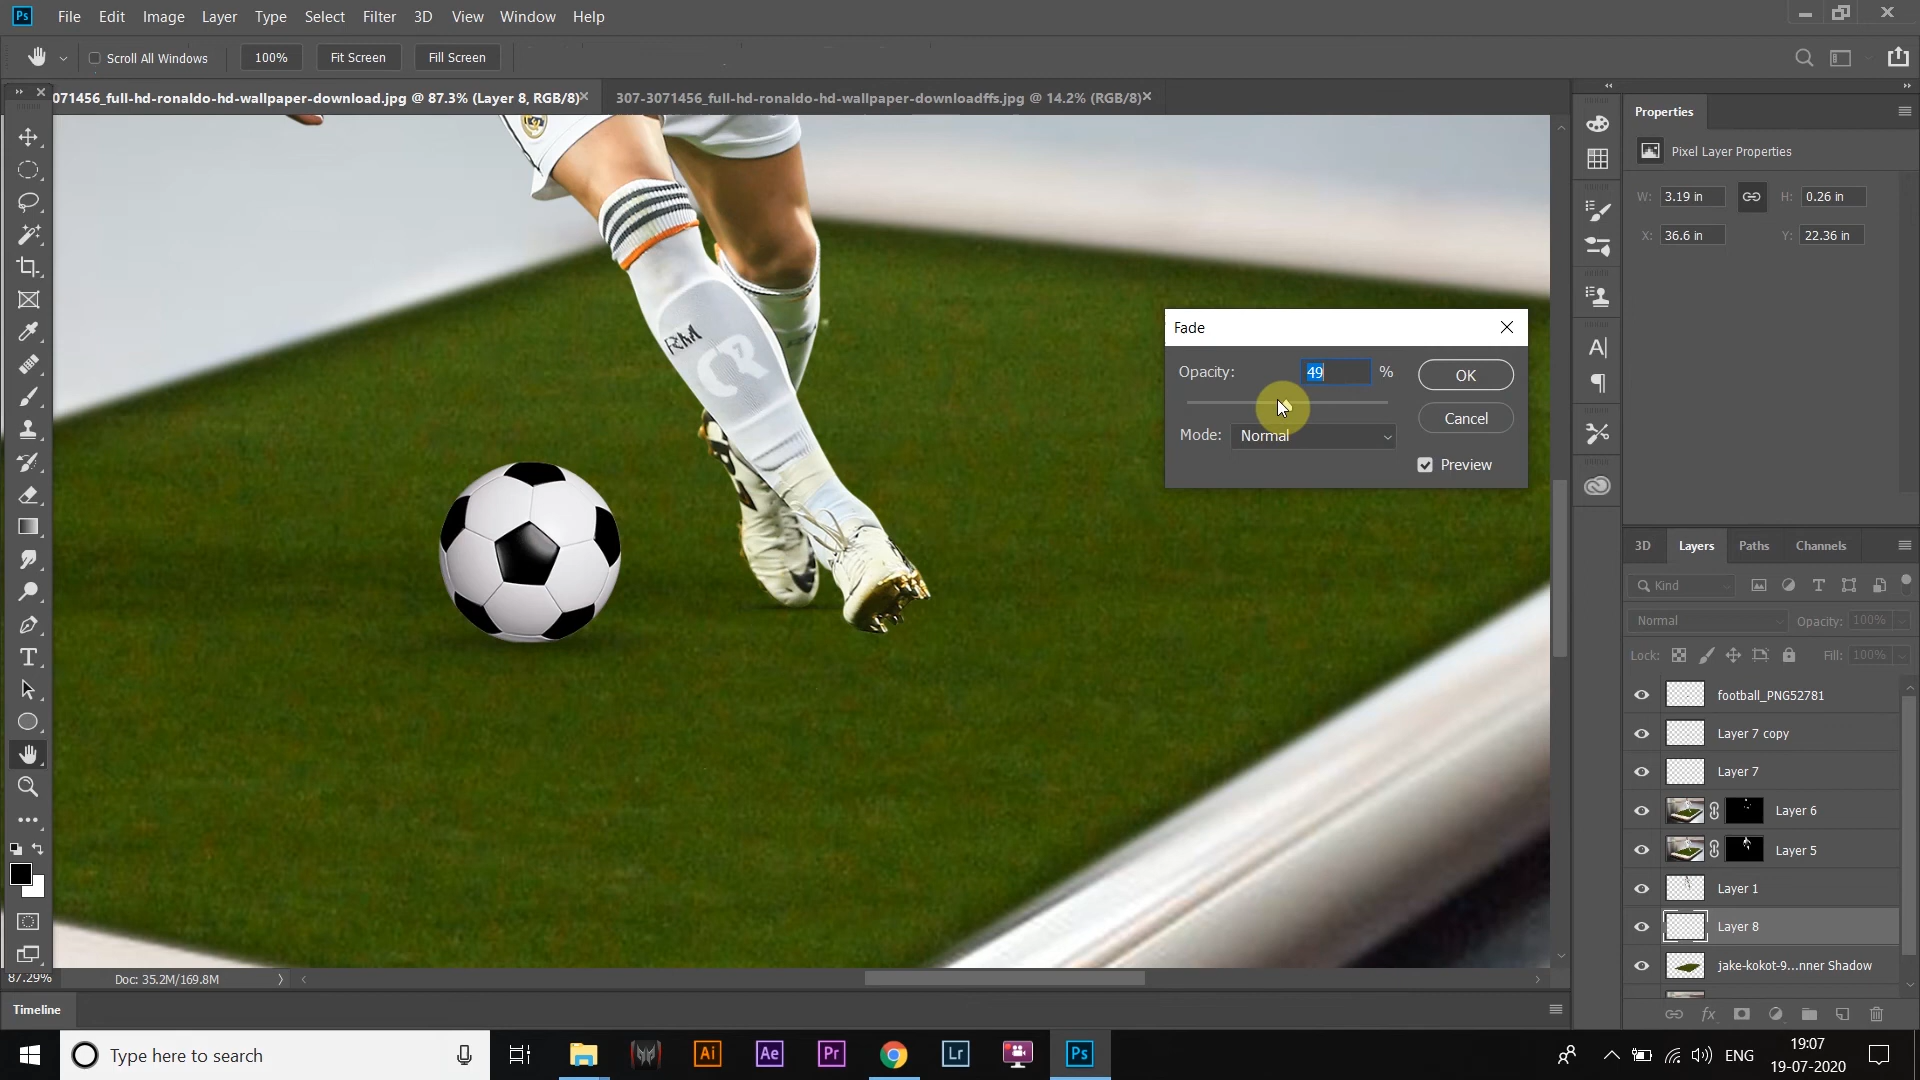 Ps File Edit Image Layer Type Select Filter 3D View Window Help
Scroll All Windows 100% Fit Screen Fill Screen
071456_full-hd-ronaldo-hd-wallpaper-download.jpg @ 87.3% (Layer 8, RGB/8) 307-3071456_full-hd-ronaldo-hd-wallpaper-downloadffs.jpg @ 14.2% (RGB/8)
Properties
Pixel Layer Properties
W: 3.19 in H: 0.26 in
X: 36.6 in Y: 22.36 in
Fade
Opacity: 49 % OK
Cancel
Mode: Normal
Preview
RM CR7
3D Layers Paths Channels
Kind
Normal Opacity: 100%
Lock: Fill: 100%
football_PNG52781
Layer 7 copy
Layer 7
Layer 6
Layer 5
Layer 1
Layer 8
jake-kokot-9...nner Shadow
87.29% Doc: 35.2M/169.8M
Timeline
Type here to search Ai Ae Pr Lr Ps ENG
19:07
19-07-2020